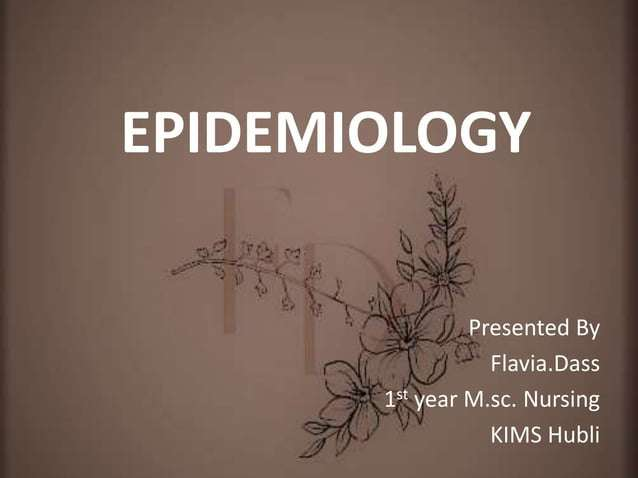 EPIDEMIOLOGY
Presented By
Flavia.Dass
1st year M.sc. Nursing
KIMS Hubli